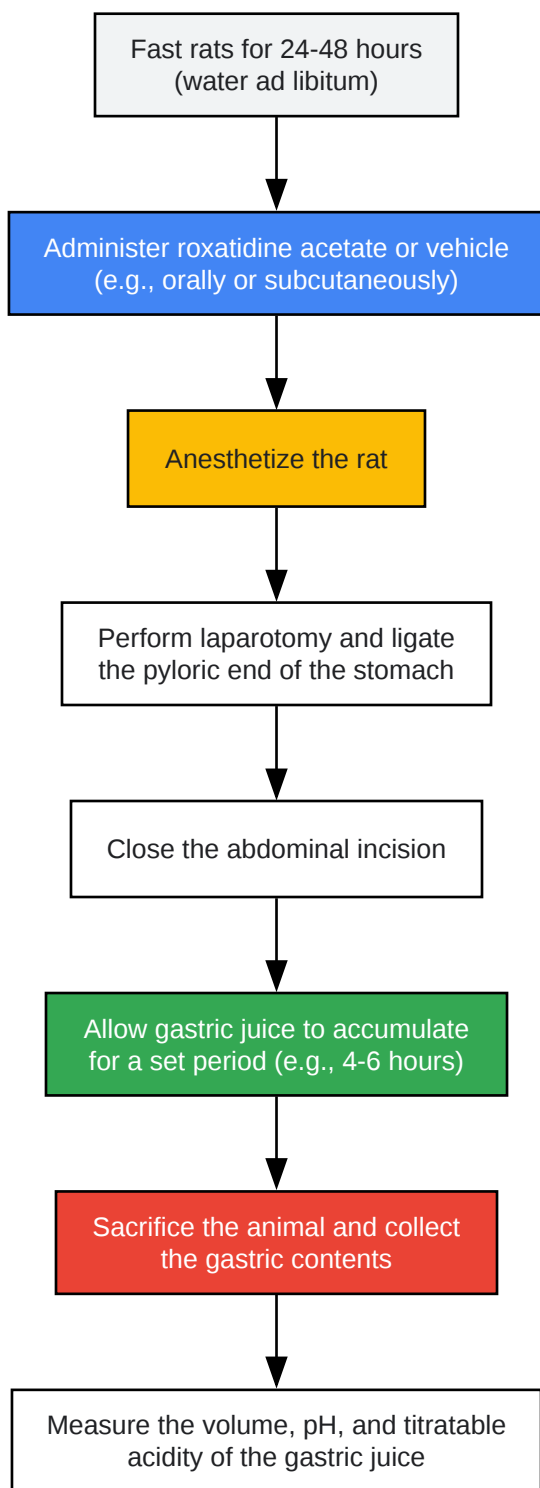 Fast rats for 24-48 hours
(water ad libitum)
Administer roxatidine acetate or vehicle
(e.g., orally or subcutaneously)
Anesthetize the rat
Perform laparotomy and ligate
the pyloric end of the stomach
Close the abdominal incision
Allow gastric juice to accumulate
for a set period (e.g., 4-6 hours)
Sacrifice the animal and collect
the gastric contents
Measure the volume, pH, and titratable
acidity of the gastric juice